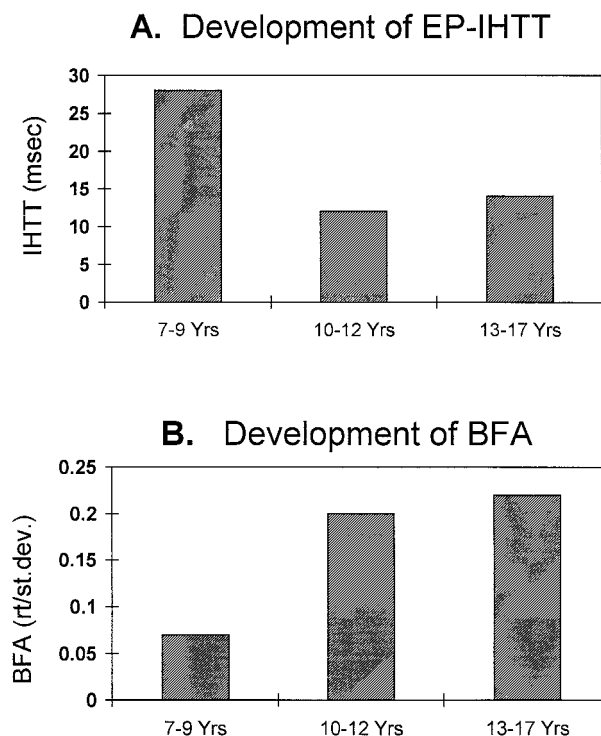 A. Development of EP-IHTT
30
25
20
15
10
5
0
IHTT (msec)
7-9 Yrs 10-12 Yrs 13-17 Yrs
B. Development of BFA
0.25
0.2
0.15
0.1
0.05
0
BFA (rt/st.dev.)
7-9 Yrs 10-12 Yrs 13-17 Yrs